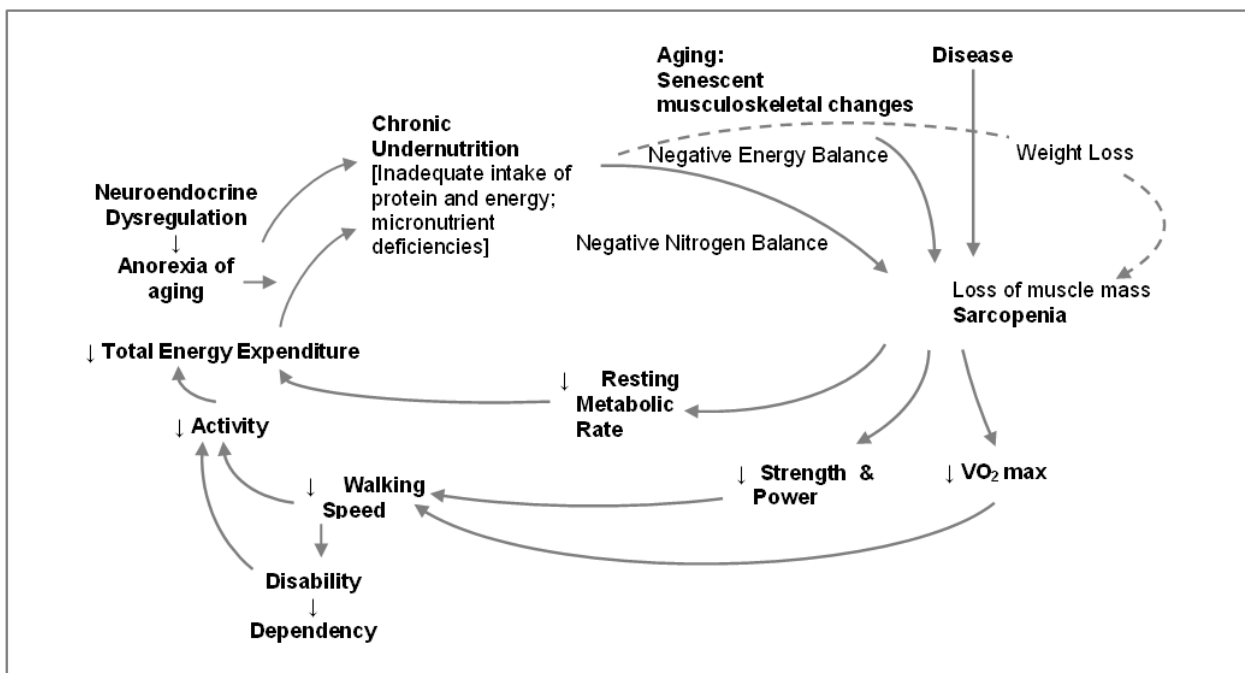 Aging:
Senescent
musculoskeletal changes
Disease
Chronic
Undernutrition
[Inadequate intake of
protein and energy;
micronutrient
deficiencies]
Negative Energy Balance
Weight Loss
Neuroendocrine
Dysregulation
↓
Anorexia of
aging
Negative Nitrogen Balance
Loss of muscle mass
Sarcopenia
↓ Total Energy Expenditure
↓ Resting
Metabolic
Rate
↓ Activity
↓ Strength &
Power
↓ VO₂ max
↓ Walking
Speed
Disability
↓
Dependency